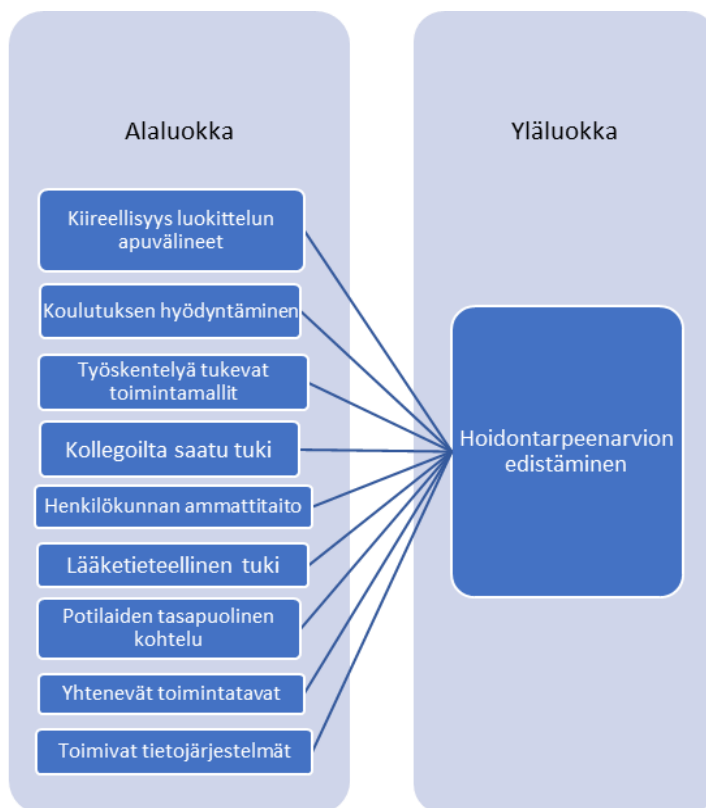 Alaluokka
Kiireellisyys luokittelun
apuvälineet
Koulutuksen hyödyntäminen
Työskentelyä tukevat
toimintamallit
Kollegoilta saatu tuki
Henkilökunnan ammattitaito
Lääketieteellinen tuki
Potilaiden tasapuolinen
kohtelu
Yhtenevät toimintatavat
Toimivat tietojärjestelmät
Yläluokka
Hoidontarpeenarvion
edistäminen